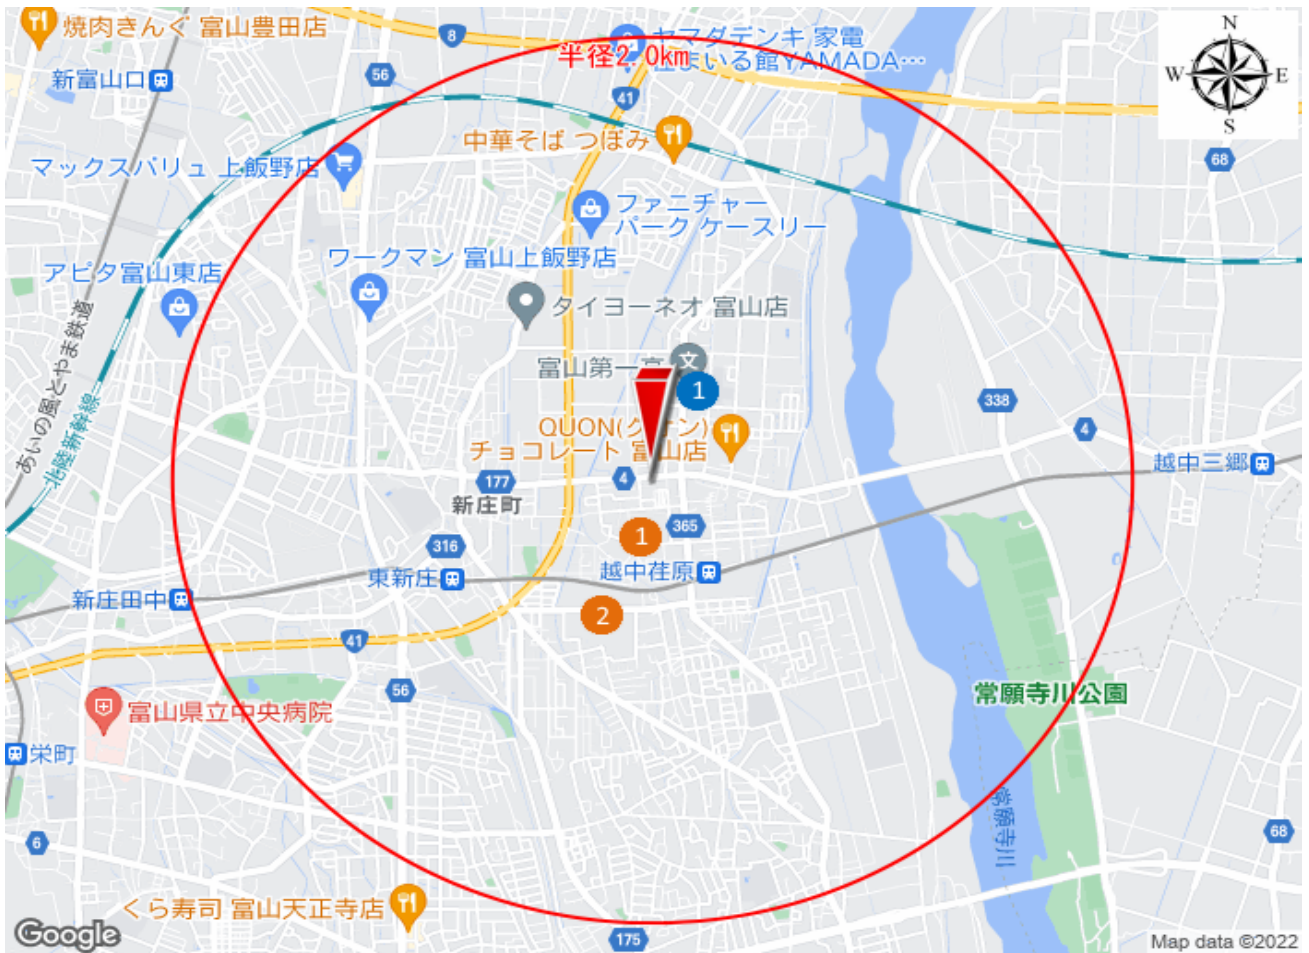 焼肉きんぐ 富山豊田店
8
ヤマダデンキ 家電
住まいる館YAMADA…
半径2.0km
N
W
E
S
新富山口
56
41
中華そば つぼみ
68
マックスバリュ 上飯野店
ファニチャー
パーク ケースリー
ワークマン 富山上飯野店
アピタ富山東店
タイヨーネオ 富山店
あいの風とやま鉄道
北陸新幹線
富山第一高
文
1
338
4
QUON(クオン)
チョコレート 富山店
越中三郷
177
4
新庄町
365
1
316
東新庄
越中荏原
新庄田中
2
41
56
常願寺川公園
富山県立中央病院
栄町
常願寺川
6
68
くら寿司 富山天正寺店
175
Google
Map data ©2022